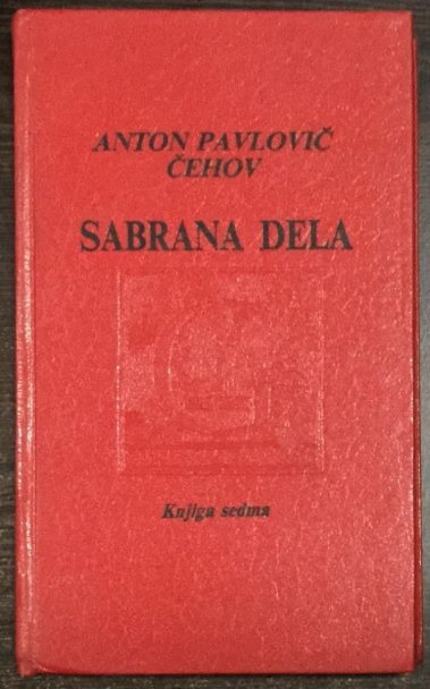 ANTON PAVLOVIČ
ČEHOV
SABRANA DELA
Knjiga sedma